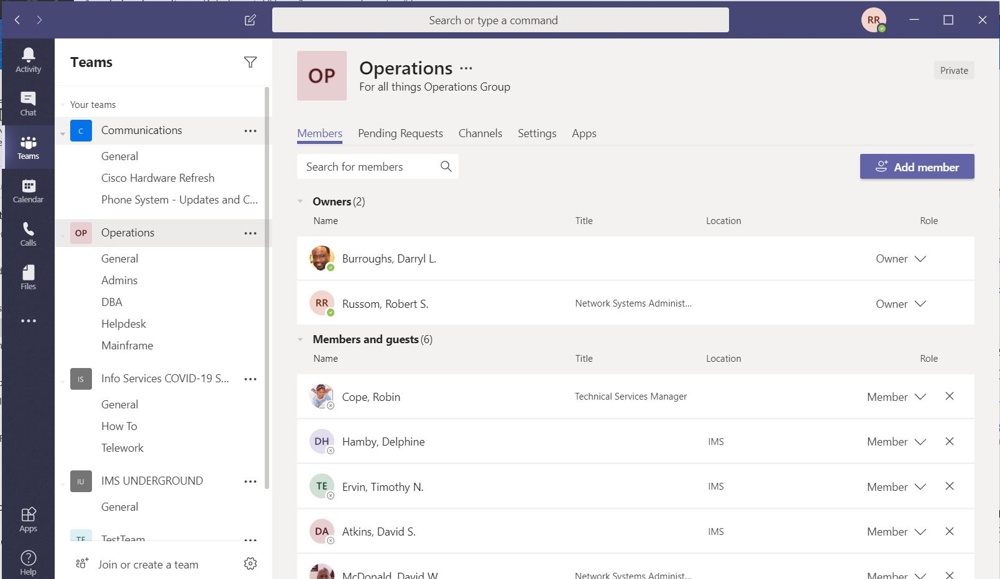 Search or type a command
RR
Activity
Chat
Teams
Calendar
Calls
Files
Apps
Help
Teams
Your teams
C Communications
General
Cisco Hardware Refresh
Phone System - Updates and C...
OP Operations
General
Admins
DBA
Helpdesk
Mainframe
IS Info Services COVID-19 S...
General
How To
Telework
IU IMS UNDERGROUND
General
TE TestTeam
Join or create a team
OP
Operations ...
For all things Operations Group
Private
Members Pending Requests Channels Settings Apps
Search for members
Add member
Owners (2)
Name Title Location Role
Burroughs, Darryl L. Owner
RR Russom, Robert S. Network Systems Administ... Owner
Members and guests (6)
Name Title Location Role
Cope, Robin Technical Services Manager Member
DH Hamby, Delphine IMS Member
TE Ervin, Timothy N. IMS Member
DA Atkins, David S. IMS Member
McDonald, David W. Network Systems Administ... Member